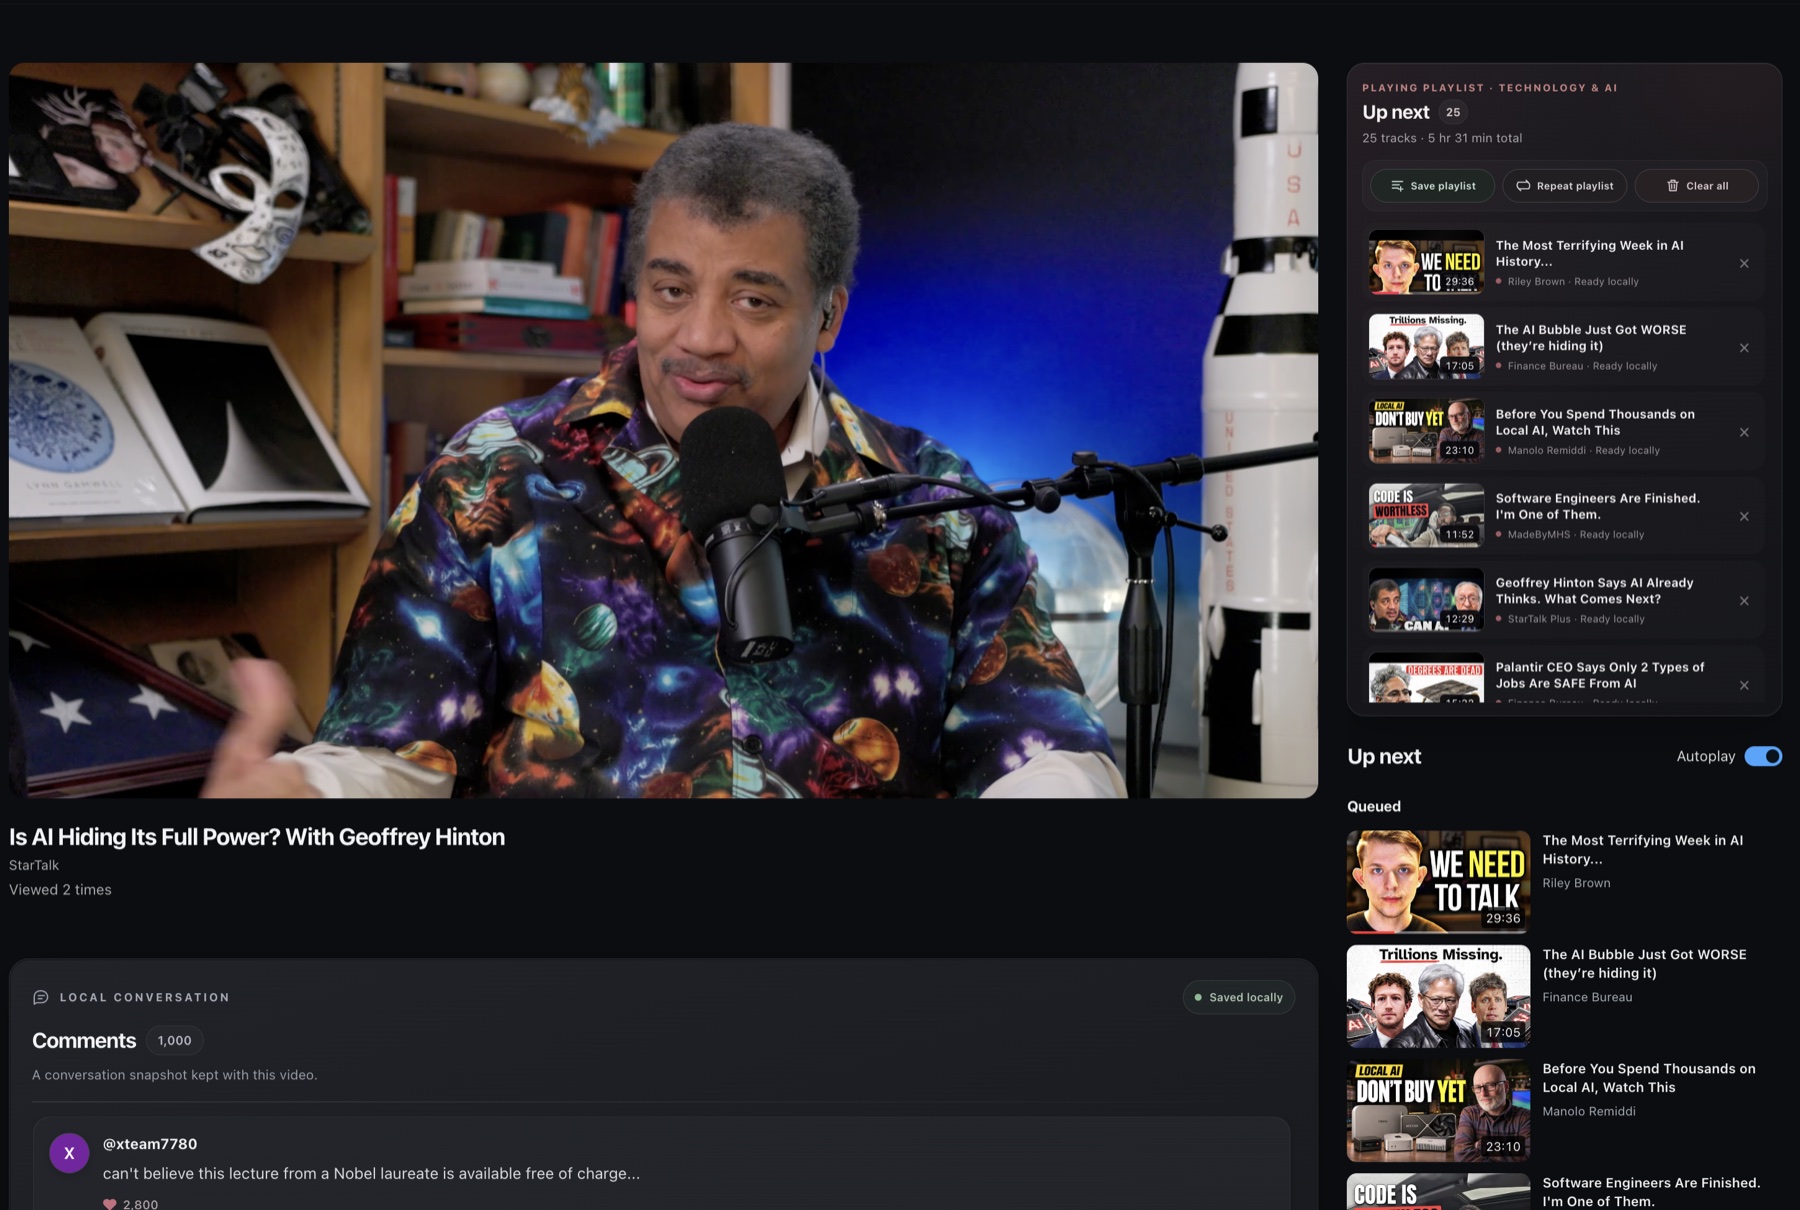 USA
UNITED STATES
LYNN GAMWELL
Is AI Hiding Its Full Power? With Geoffrey Hinton
StarTalk
Viewed 2 times
LOCAL CONVERSATION
Saved locally
Comments 1,000
A conversation snapshot kept with this video.
X
@xteam7780
can't believe this lecture from a Nobel laureate is available free of charge...
2,800
PLAYING PLAYLIST · TECHNOLOGY & AI
Up next 25
25 tracks · 5 hr 31 min total
Save playlist
Repeat playlist
Clear all
WE NEED
TO
29:36
The Most Terrifying Week in AI
History...
Riley Brown · Ready locally
Trillions Missing.
17:05
The AI Bubble Just Got WORSE
(they’re hiding it)
Finance Bureau · Ready locally
LOCAL AI
DON'T BUY YET
23:10
Before You Spend Thousands on
Local AI, Watch This
Manolo Remiddi · Ready locally
CODE IS
WORTHLESS
11:52
Software Engineers Are Finished.
I'm One of Them.
MadeByMHS · Ready locally
CAN A
12:29
Geoffrey Hinton Says AI Already
Thinks. What Comes Next?
StarTalk Plus · Ready locally
DEGREES ARE DEAD
Palantir CEO Says Only 2 Types of
Jobs Are SAFE From AI
Finance Bureau · Ready locally
Up next
Autoplay
Queued
WE NEED
TO TALK
29:36
The Most Terrifying Week in AI
History...
Riley Brown
Trillions Missing.
AI
17:05
The AI Bubble Just Got WORSE
(they’re hiding it)
Finance Bureau
LOCAL AI
DON'T BUY YET
23:10
Before You Spend Thousands on
Local AI, Watch This
Manolo Remiddi
CODE IS
Software Engineers Are Finished.
I'm One of Them.